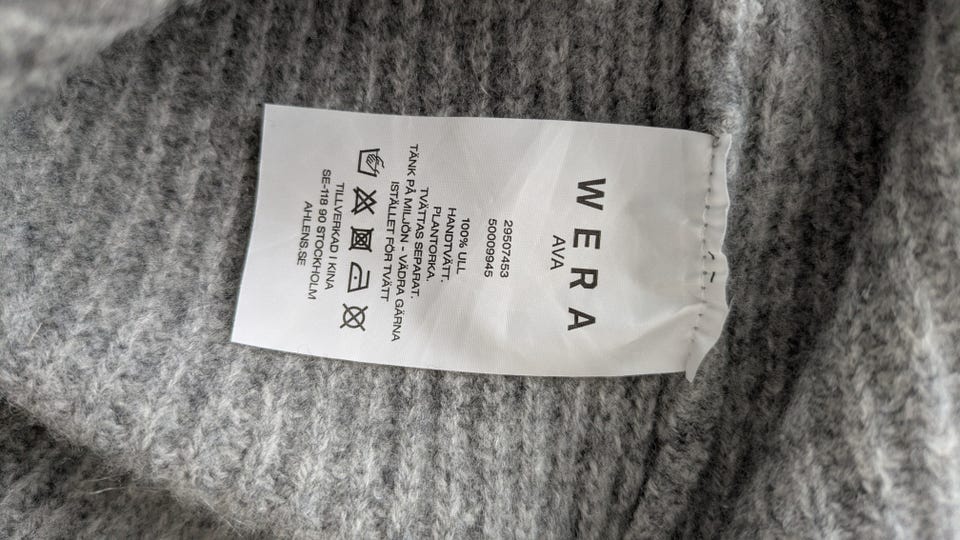 WERA
AVA
29507453
50009945
100% ULL
HANDTVÄTT.
PLANTORKA.
TVÄTTAS SEPARAT.
TÄNK PÅ MILJÖN - VÄDRA GÄRNA
ISTÄLLET FÖR TVÄTT
TILLVERKAD I KINA
SE-118 90 STOCKHOLM
AHLENS.SE